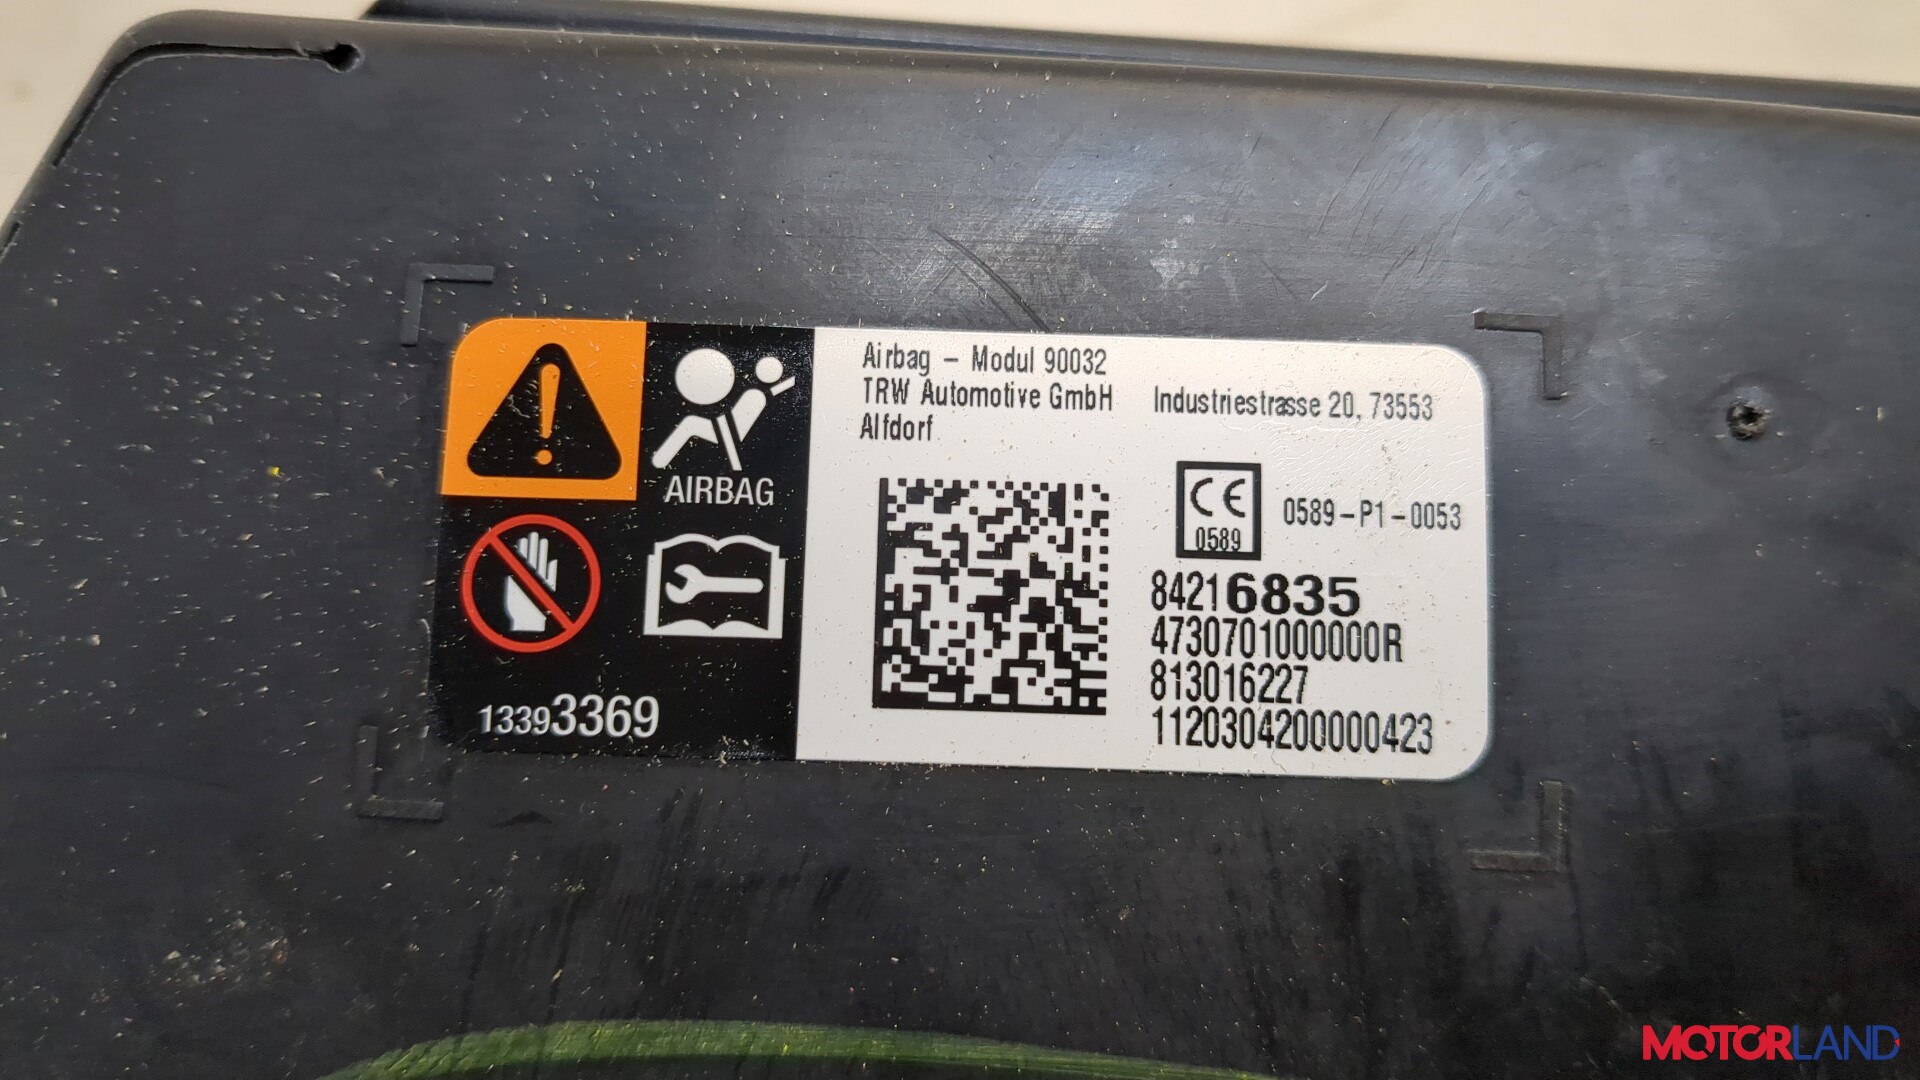 Airbag - Modul 90032
TRW Automotive GmbH Industriestrasse 20, 73553
Alfdorf
AIRBAG
CE
0589
0589-P1-0053
84216835
4730701000000R
813016227
1120304200000423
13393369
MOTORLAND